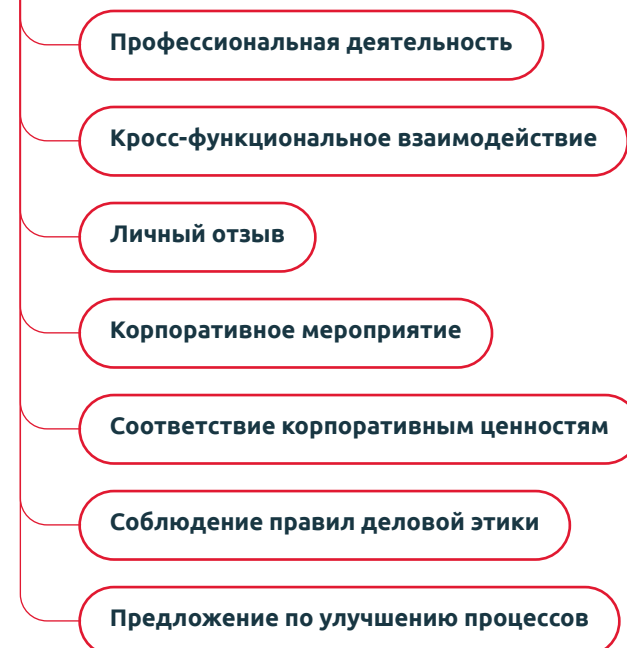 Профессиональная деятельность
Кросс-функциональное взаимодействие
Личный отзыв
Корпоративное мероприятие
Соответствие корпоративным ценностям
Соблюдение правил деловой этики
Предложение по улучшению процессов